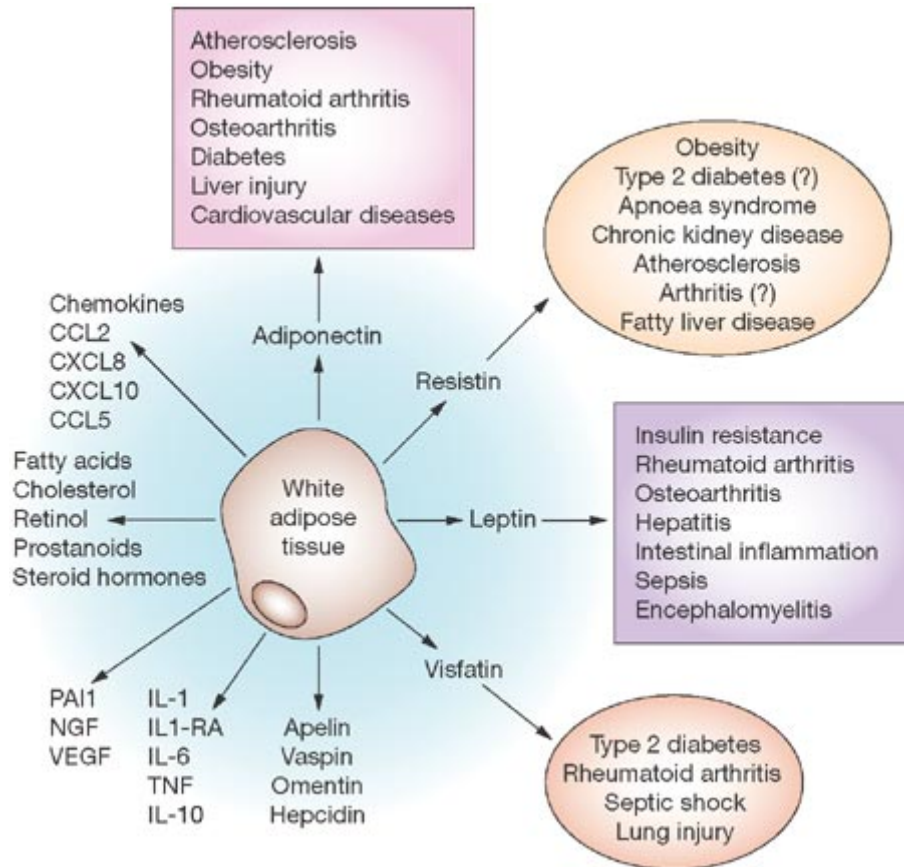 Atherosclerosis
Obesity
Rheumatoid arthritis
Osteoarthritis
Diabetes
Liver injury
Cardiovascular diseases
Obesity
Type 2 diabetes (?)
Apnoea syndrome
Chronic kidney disease
Atherosclerosis
Arthritis (?)
Fatty liver disease
Chemokines
CCL2
CXCL8
CXCL10
CCL5
Adiponectin
Resistin
Fatty acids
Cholesterol
Retinol
Prostanoids
Steroid hormones
White
adipose
tissue
Leptin
Insulin resistance
Rheumatoid arthritis
Osteoarthritis
Hepatitis
Intestinal inflammation
Sepsis
Encephalomyelitis
Visfatin
PAI1
NGF
VEGF
IL-1
IL1-RA
IL-6
TNF
IL-10
Apelin
Vaspin
Omentin
Hepcidin
Type 2 diabetes
Rheumatoid arthritis
Septic shock
Lung injury